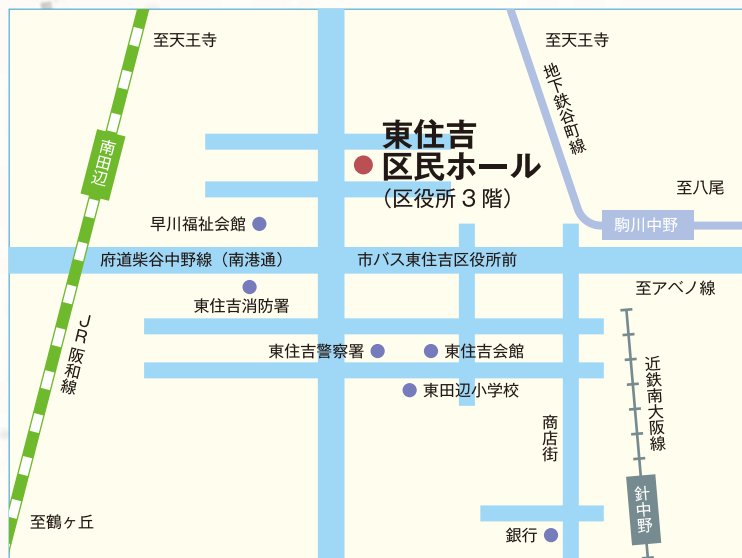 至天王寺
至天王寺
地下鉄谷町線
東住吉
区民ホール
（区役所３階）
南田辺
至八尾
早川福祉会館
駒川中野
府道柴谷中野線（南港通）
市バス東住吉区役所前
至アベノ線
東住吉消防署
JR阪和線
東住吉警察署
東住吉会館
近鉄南大阪線
東田辺小学校
商店街
針中野
至鶴ヶ丘
銀行